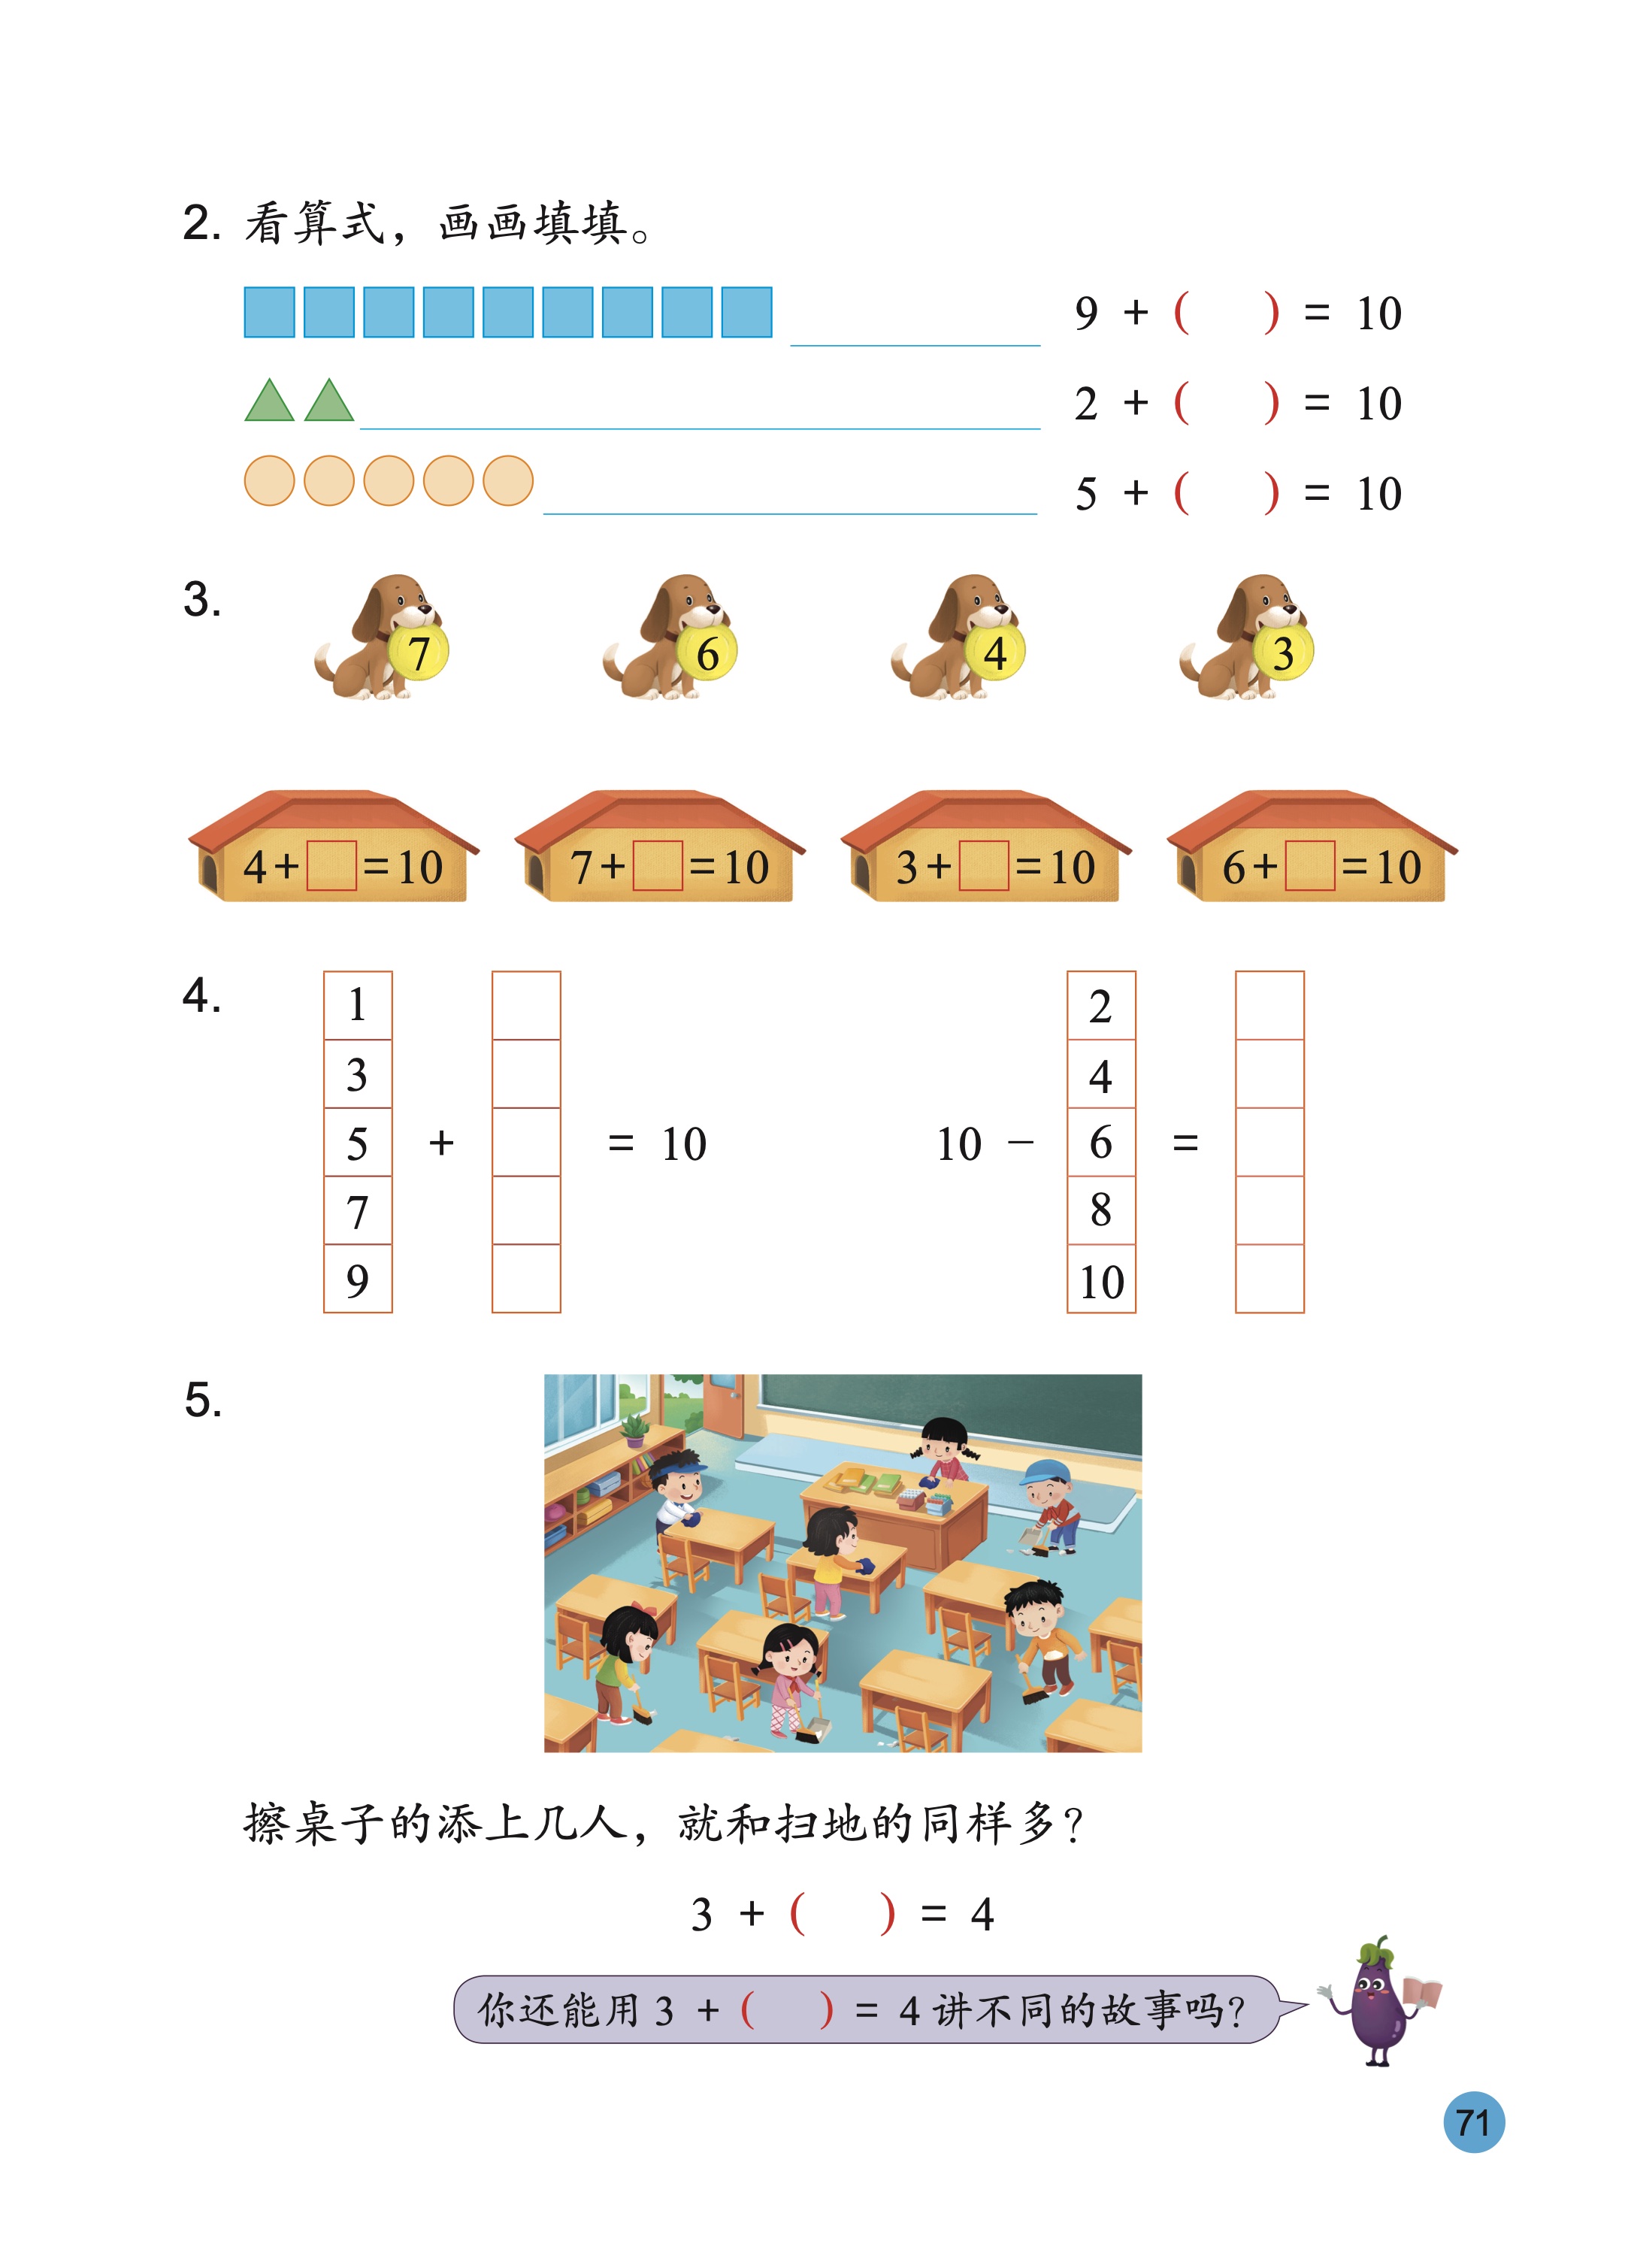 2. 看算式，画画填填。
9 + ( ) = 10
2 + ( ) = 10
5 + ( ) = 10
3.
7 6 4 3
4+□=10 7+□=10 3+□=10 6+□=10
4.
1 2
3 4
5 + = 10 10 − 6 =
7 8
9 10
5.
擦桌子的添上几人，就和扫地的同样多？
3 + ( ) = 4
你还能用 3 + ( ) = 4 讲不同的故事吗？
71